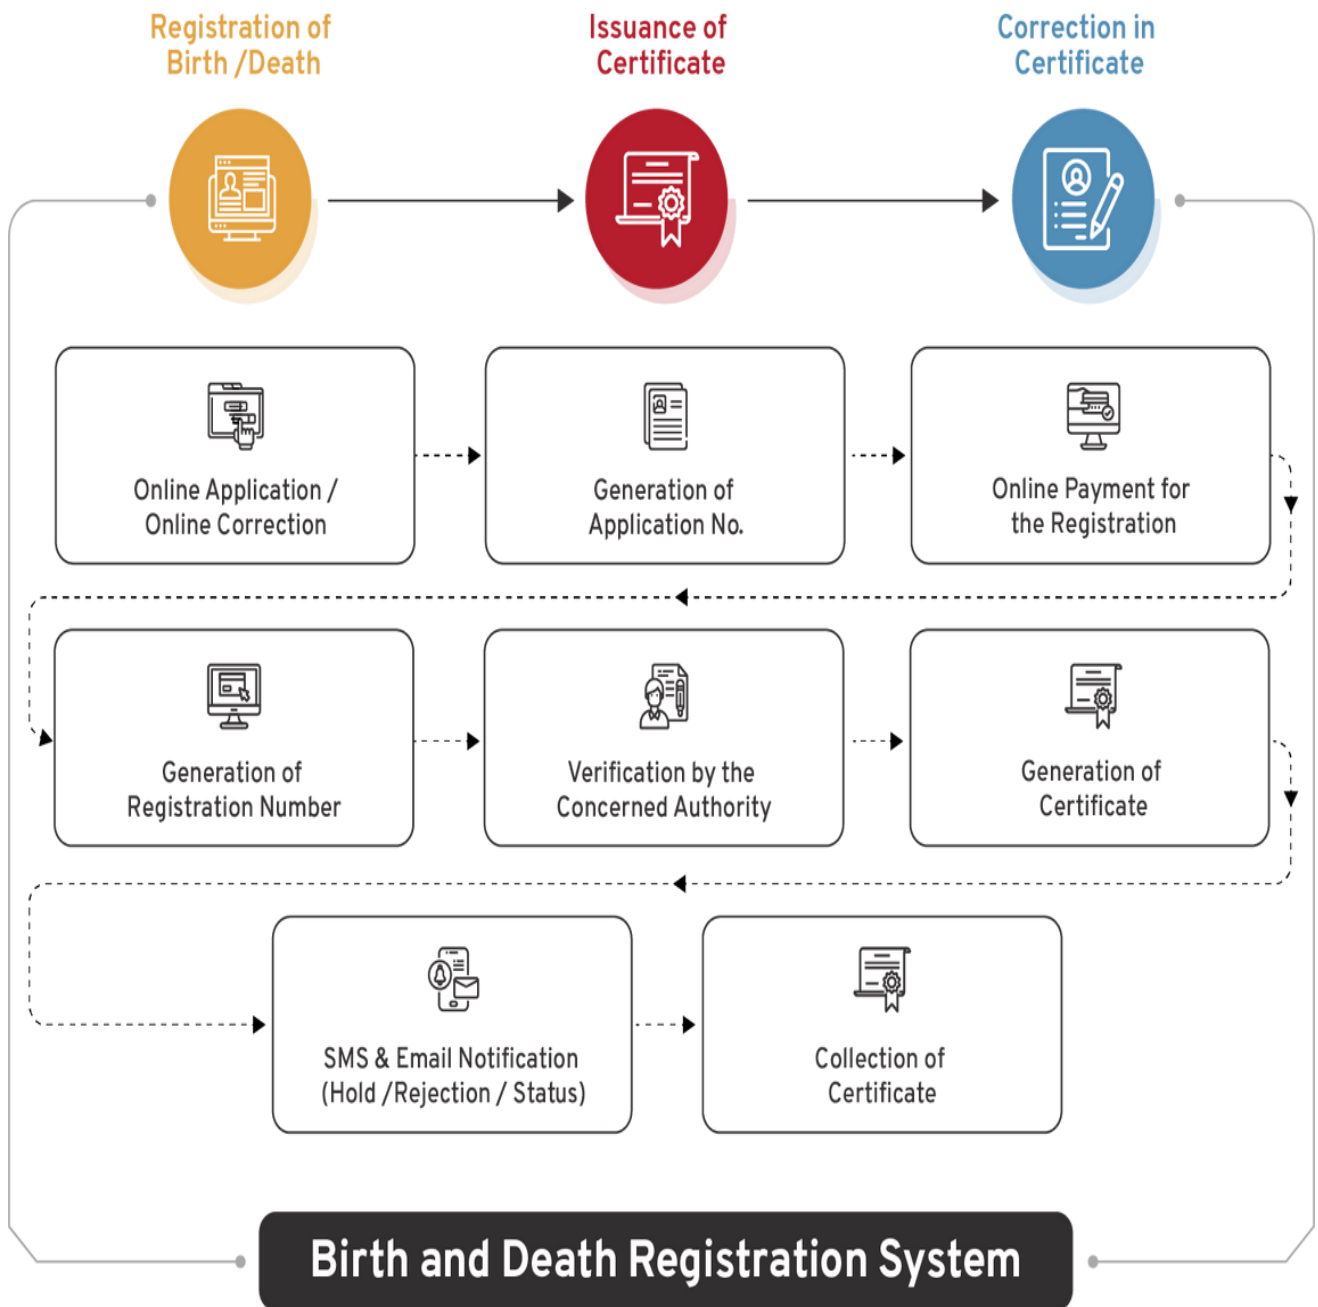 Registration of
Birth /Death
Issuance of
Certificate
Correction in
Certificate
Online Application /
Online Correction
Generation of
Application No.
Online Payment for
the Registration
Generation of
Registration Number
Verification by the
Concerned Authority
Generation of
Certificate
SMS & Email Notification
(Hold /Rejection / Status)
Collection of
Certificate
Birth and Death Registration System